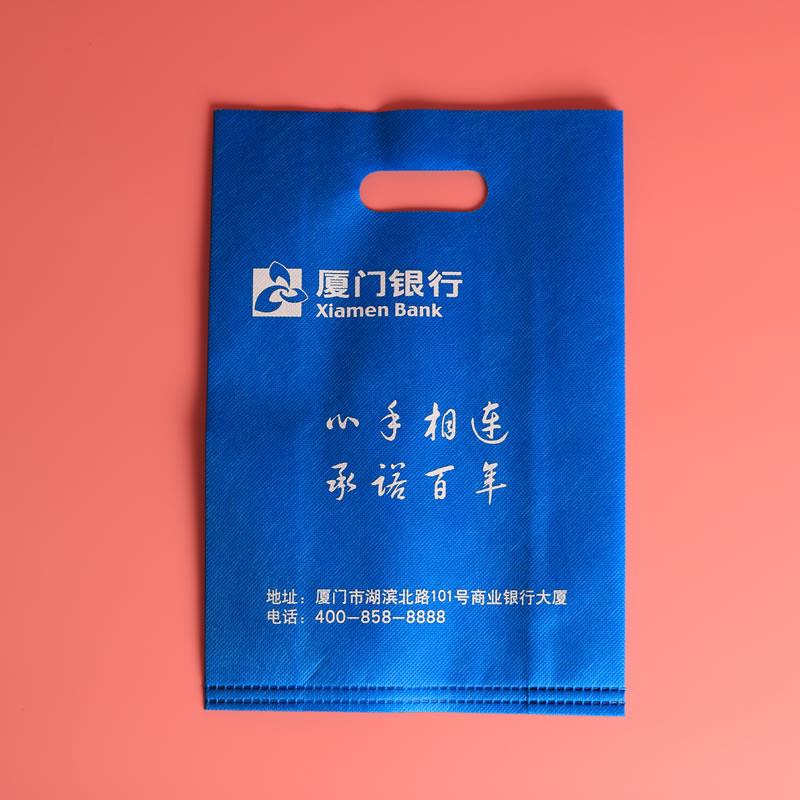 厦门银行
Xiamen Bank
心手相连
承诺百年
地址：厦门市湖滨北路101号商业银行大厦
电话：400-858-8888